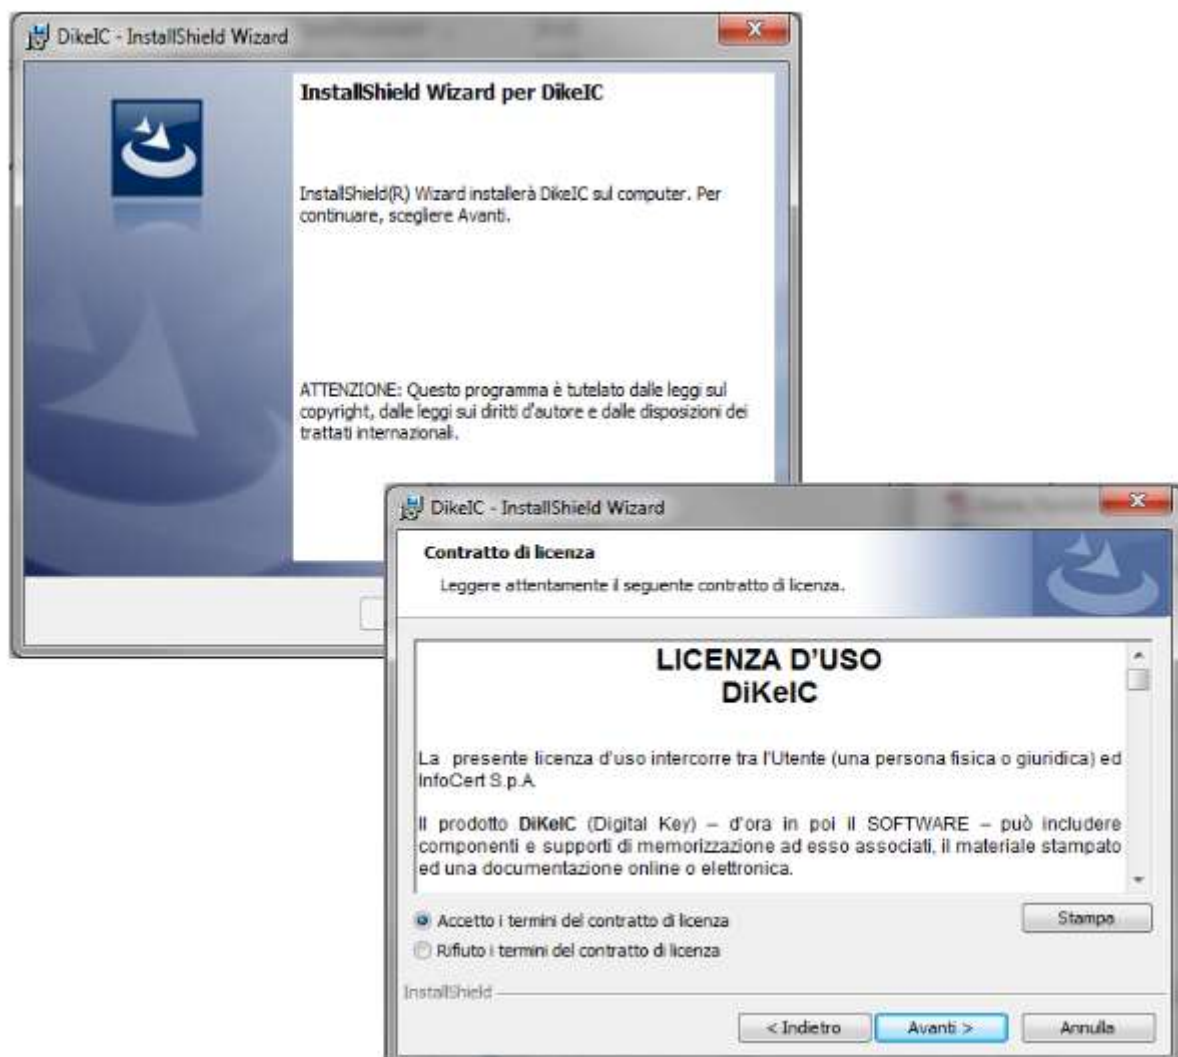 DikeIC - InstallShield Wizard
InstallShield Wizard per DikeIC
InstallShield(R) Wizard installerà DikeIC sul computer. Per
continuare, scegliere Avanti.
ATTENZIONE: Questo programma è tutelato dalle leggi sul
copyright, dalle leggi sui diritti d'autore e dalle disposizioni dei
trattati internazionali.
DikeIC - InstallShield Wizard
Contratto di licenza
Leggere attentamente il seguente contratto di licenza.
LICENZA D'USO
DiKeIC
La presente licenza d'uso intercorre tra l'Utente (una persona fisica o giuridica) ed
InfoCert S.p.A
Il prodotto DiKeIC (Digital Key) – d'ora in poi il SOFTWARE – può includere
componenti e supporti di memorizzazione ad esso associati, il materiale stampato
ed una documentazione online o elettronica.
Accetto i termini del contratto di licenza
Stampa
Rifiuto i termini del contratto di licenza
InstallShield
< Indietro
Avanti >
Annulla